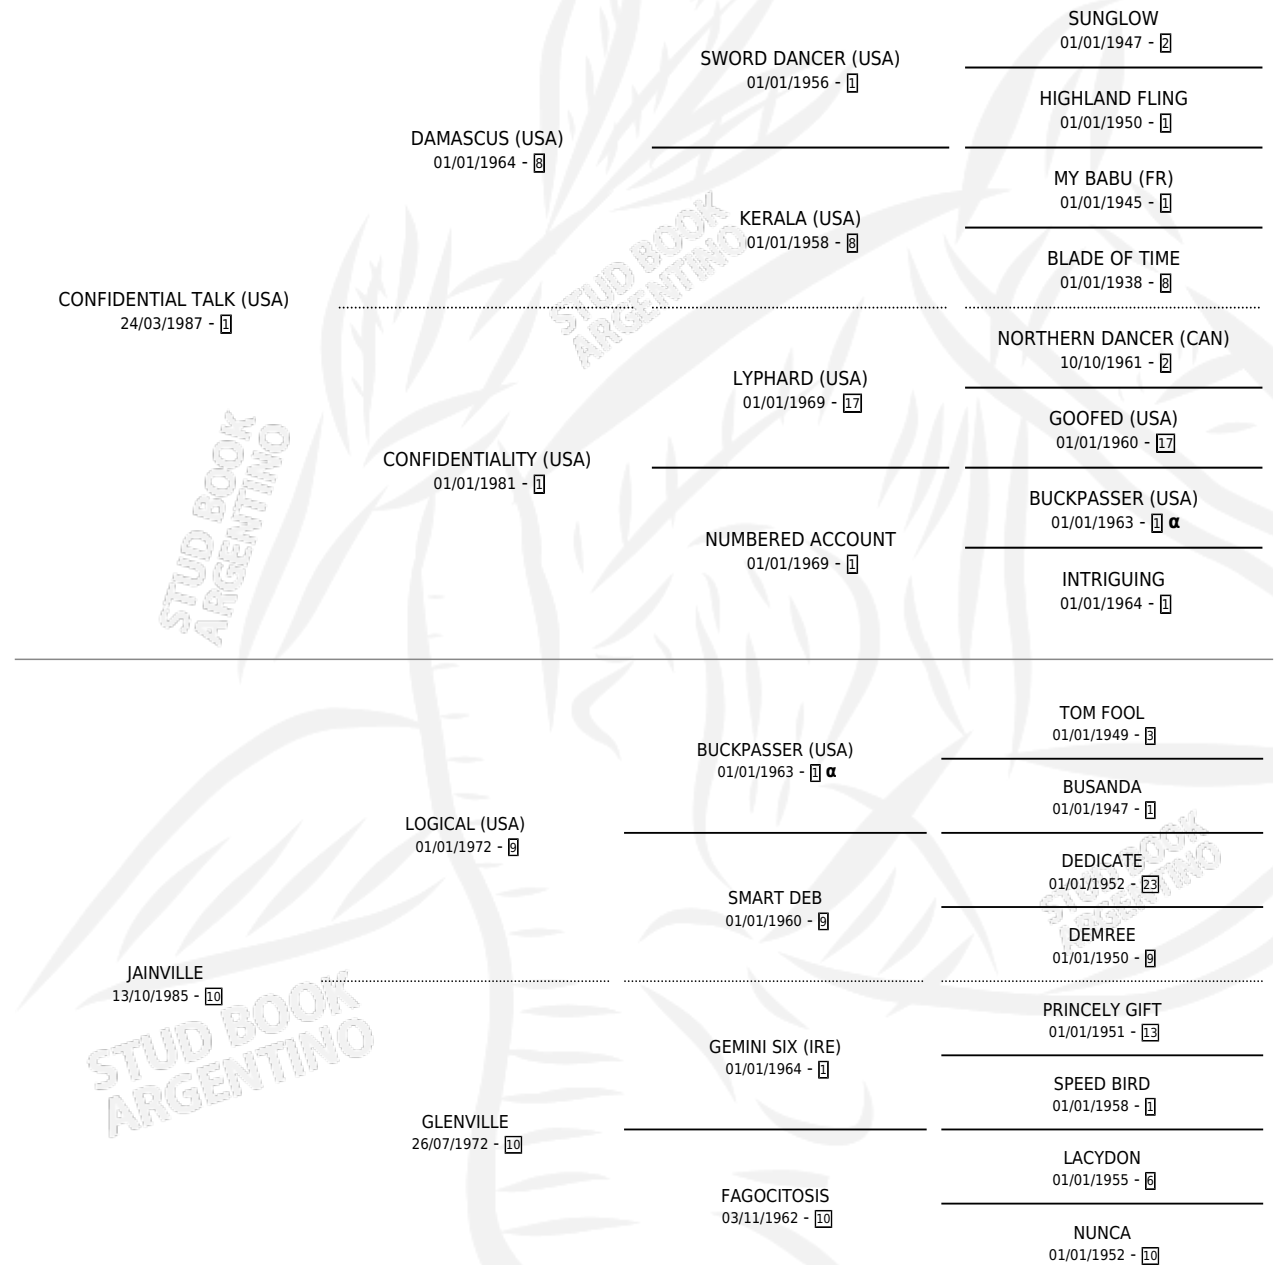 SUNGLOW
01/01/1947 - 2
SWORD DANCER (USA)
01/01/1956 - 1
HIGHLAND FLING
01/01/1950 - 1
DAMASCUS (USA)
01/01/1964 - 8
MY BABU (FR)
01/01/1945 - 1
KERALA (USA)
01/01/1958 - 8
BLADE OF TIME
01/01/1938 - 8
STUD BOOK
ARGENTINO
CONFIDENTIAL TALK (USA)
24/03/1987 - 1
NORTHERN DANCER (CAN)
10/10/1961 - 2
LYPHARD (USA)
01/01/1969 - 17
GOOFED (USA)
01/01/1960 - 17
CONFIDENTIALITY (USA)
01/01/1981 - 1
BUCKPASSER (USA)
01/01/1963 - 1 α
NUMBERED ACCOUNT
01/01/1969 - 1
INTRIGUING
01/01/1964 - 1
STUD BOOK
ARGENTINO
TOM FOOL
01/01/1949 - 3
BUCKPASSER (USA)
01/01/1963 - 1 α
BUSANDA
01/01/1947 - 1
LOGICAL (USA)
01/01/1972 - 9
DEDICATE
01/01/1952 - 23
SMART DEB
01/01/1960 - 9
DEMREE
01/01/1950 - 9
STUD BOOK
ARGENTINO
JAINVILLE
13/10/1985 - 10
PRINCELY GIFT
01/01/1951 - 13
GEMINI SIX (IRE)
01/01/1964 - 1
SPEED BIRD
01/01/1958 - 1
STUD BOOK
ARGENTINO
GLENVILLE
26/07/1972 - 10
LACYDON
01/01/1955 - 6
FAGOCITOSIS
03/11/1962 - 10
NUNCA
01/01/1952 - 10